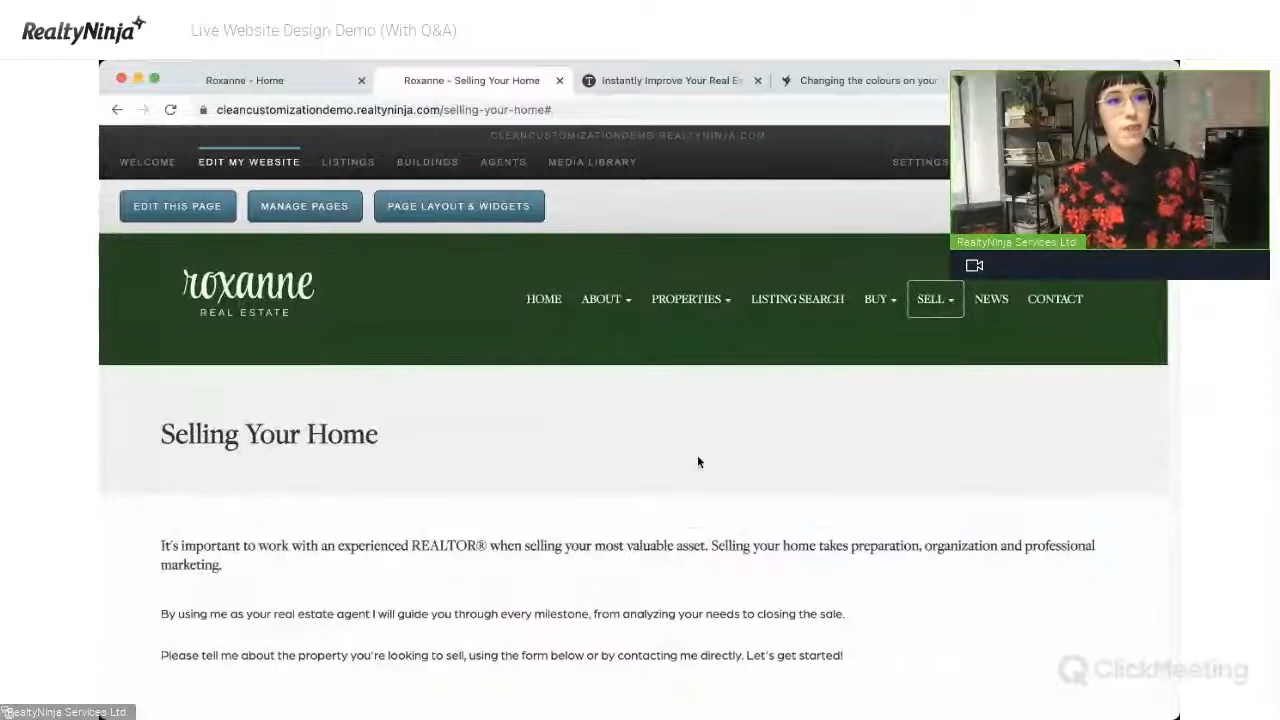 RealtyNinja
Live Website Design Demo (With Q&A)
Roxanne - Home
Roxanne - Selling Your Home
Instantly Improve Your Real E
Changing the colours on your
cleancustomizationdemo.realtyninja.com/selling-your-home#
CLEANCUSTOMIZATIONDEMO.REALTYNINJA.COM
WELCOME EDIT MY WEBSITE LISTINGS BUILDINGS AGENTS MEDIA LIBRARY SETTINGS
EDIT THIS PAGE MANAGE PAGES PAGE LAYOUT & WIDGETS
RealtyNinja Services Ltd.
roxanne
REAL ESTATE
HOME ABOUT PROPERTIES LISTING SEARCH BUY SELL NEWS CONTACT
Selling Your Home
It's important to work with an experienced REALTOR® when selling your most valuable asset. Selling your home takes preparation, organization and professional
marketing.
By using me as your real estate agent I will guide you through every milestone, from analyzing your needs to closing the sale.
Please tell me about the property you're looking to sell, using the form below or by contacting me directly. Let's get started!
ClickMeeting
RealtyNinja Services Ltd.